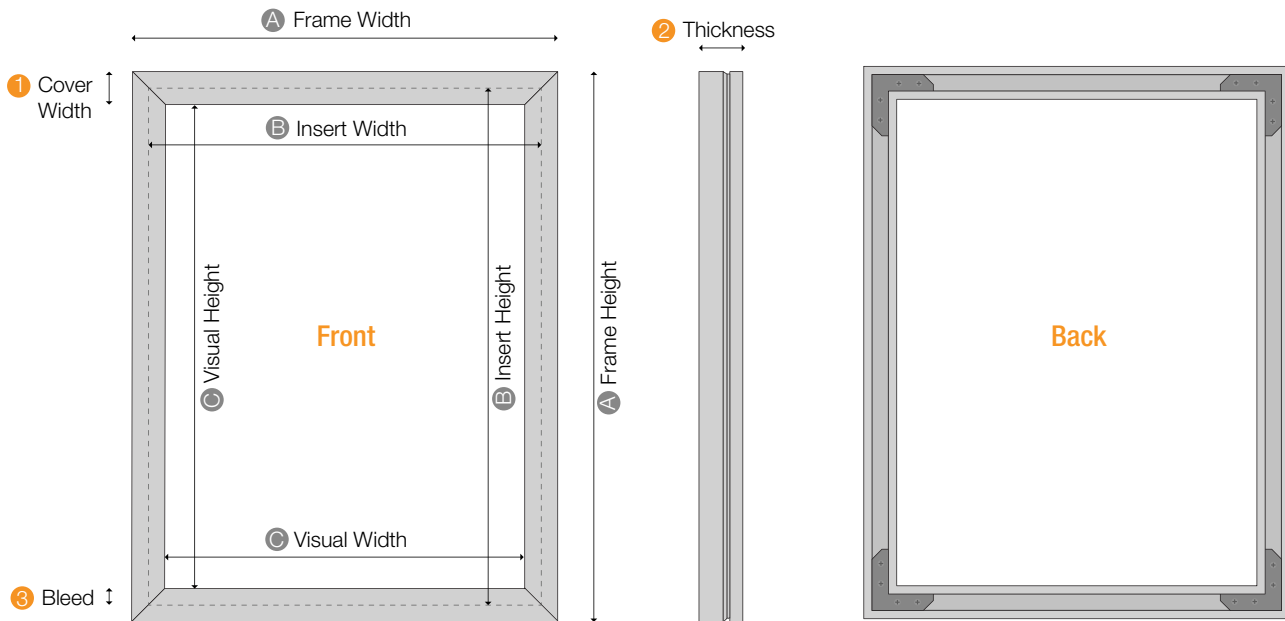 A Frame Width
2 Thickness
1 Cover
Width
B Insert Width
C Visual Height
Front
B Insert Height
A Frame Height
Back
C Visual Width
3 Bleed